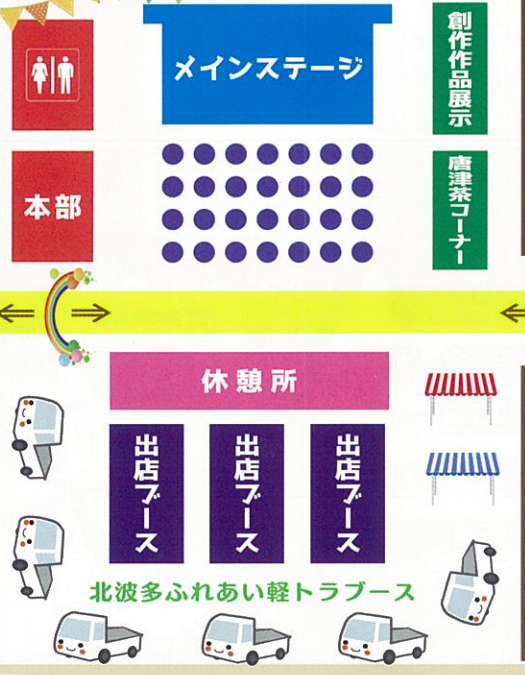 メインステージ
創作作品展示
本部
唐津茶コーナー
休憩所
出店ブース
出店ブース
出店ブース
北波多ふれあい軽トラブース